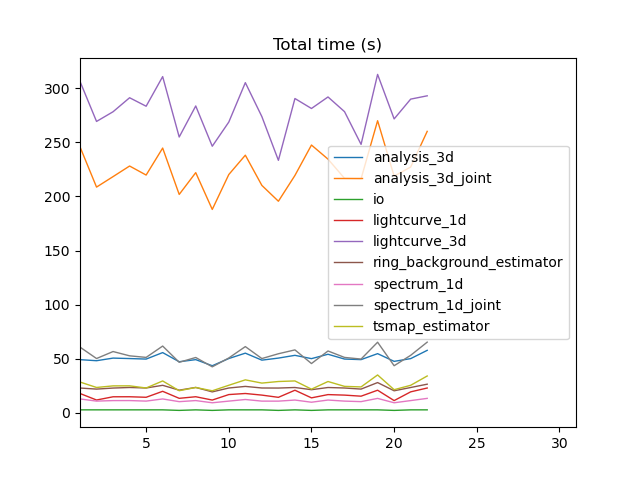 Total time (s)
300
250
200
150
100
50
0
analysis_3d
analysis_3d_joint
io
lightcurve_1d
lightcurve_3d
ring_background_estimator
spectrum_1d
spectrum_1d_joint
tsmap_estimator
5 10 15 20 25 30